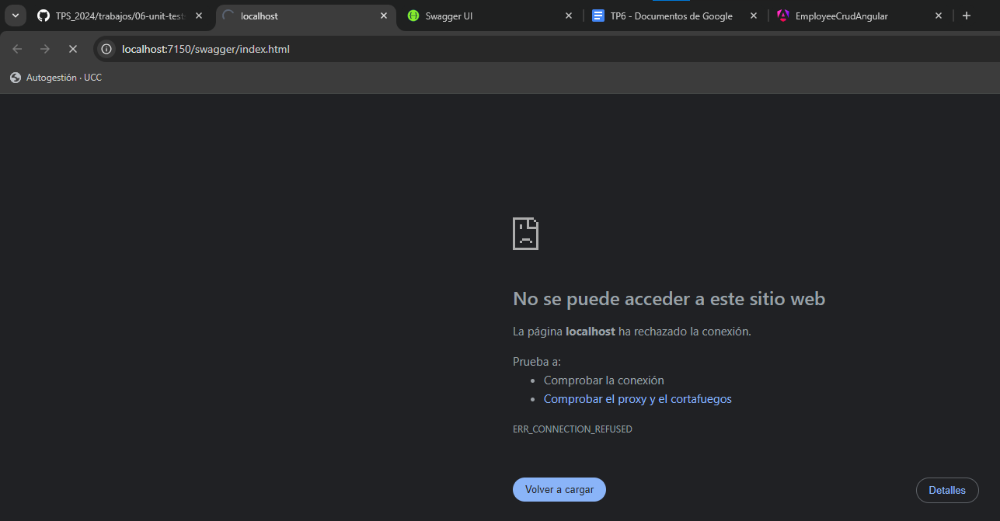 TPS_2024/trabajos/06-unit-test
localhost
Swagger UI
TP6 - Documentos de Google
EmployeeCrudAngular
localhost:7150/swagger/index.html
Autogestión · UCC
No se puede acceder a este sitio web
La página localhost ha rechazado la conexión.
Prueba a:
• Comprobar la conexión
• Comprobar el proxy y el cortafuegos
ERR_CONNECTION_REFUSED
Volver a cargar
Detalles